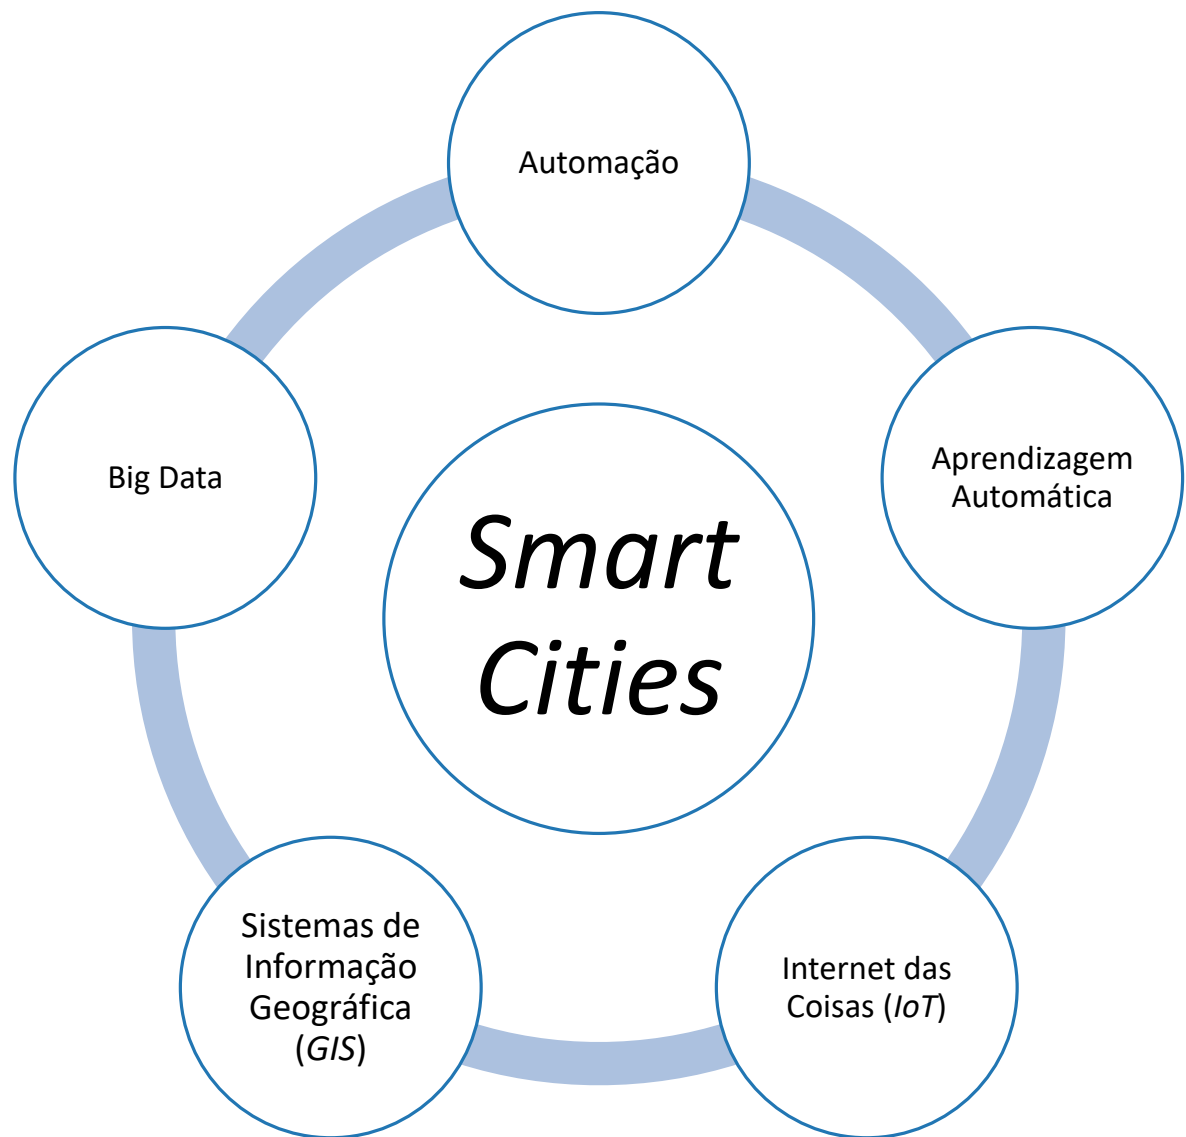 Automação
Aprendizagem
Automática
Big Data
Smart
Cities
Sistemas de
Informação
Geográfica
(GIS)
Internet das
Coisas (IoT)